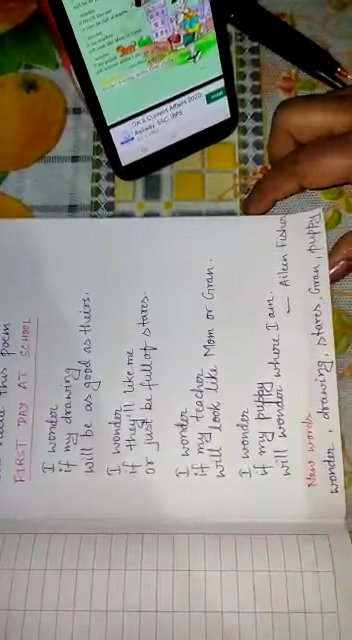 this poem
FIRST DAY AT SCHOOL
I wonder
if my drawing
will be as good as theirs.
I wonder
if they'll like me
or just be full of stares.
I wonder
if my teacher
will look like Mom or Gran.
I wonder
if my puppy
will wonder where I am.
— Aileen Fisher
New words
wonder, drawing, stares, Gran, puppy
GK & Current Affairs 2020,
Railway, SSC, IBPS